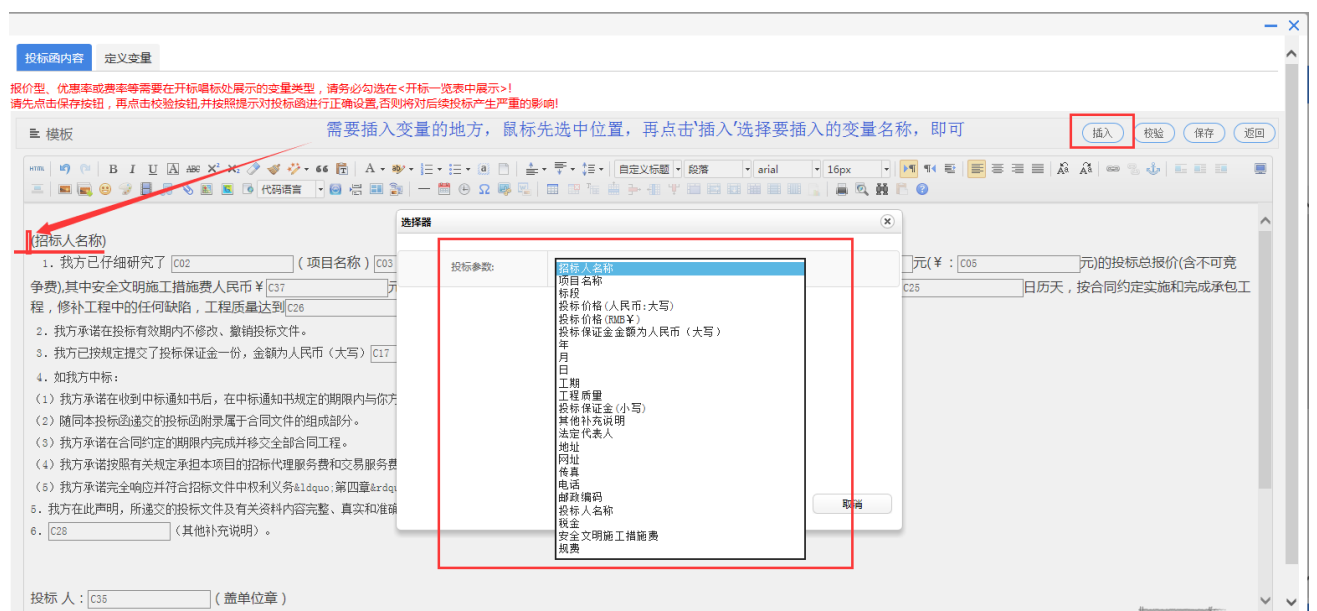 投标函内容 定义变量
报价型、优惠率或费率等需要在开标唱标处展示的变量类型，请务必勾选在<开标一览表中展示>!
请先点击保存按钮，再点击校验按钮,并按照提示对投标函进行正确设置,否则将对后续投标产生严重的影响!
模板
需要插入变量的地方，鼠标先选中位置，再点击'插入'选择要插入的变量名称，即可
插入 校验 保存 返回
HTML B I U A ABC X² X₂ 66 A 自定义标题 段落 arial 16px
代码语言
选择器
(招标人名称)
1. 我方已仔细研究了 C02 (项目名称) C03
投标参数:
元(¥：C05 元)的投标总报价(含不可竞
争费),其中安全文明施工措施费人民币¥ C37 元
C25 日历天，按合同约定实施和完成承包工
程，修补工程中的任何缺陷，工程质量达到 C26
2. 我方承诺在投标有效期内不修改、撤销投标文件。
3. 我方已按规定提交了投标保证金一份，金额为人民币（大写） C17
4. 如我方中标：
(1) 我方承诺在收到中标通知书后，在中标通知书规定的期限内与你方
(2) 随同本投标函递交的投标函附录属于合同文件的组成部分。
(3) 我方承诺在合同约定的期限内完成并移交全部合同工程。
(4) 我方承诺按照有关规定承担本项目的招标代理服务费和交易服务费
(5) 我方承诺完全响应并符合招标文件中权利义务&ldquo;第四章&rdqu
5. 我方在此声明，所递交的投标文件及有关资料内容完整、真实和准确
6. C28 （其他补充说明）。
招标人名称
项目名称
标段
投标价格(人民币:大写)
投标价格(RMB¥)
投标保证金金额为人民币（大写）
年
月
日
工期
工程质量
投标保证金(小写)
其他补充说明
法定代表人
地址
网址
传真
电话
邮政编码
投标人名称
税金
安全文明施工措施费
规费
取消
投标 人：C35 ( 盖单位章 )